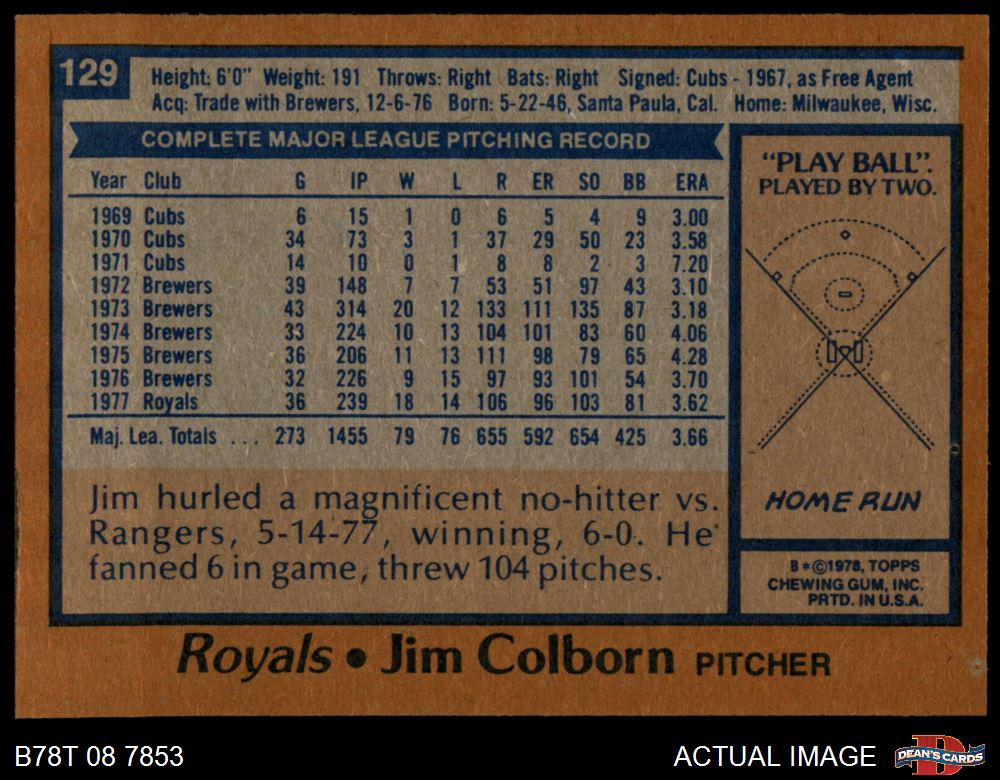 129
Height: 6'0" Weight: 191 Throws: Right Bats: Right Signed: Cubs - 1967, as Free Agent
Acq: Trade with Brewers, 12-6-76 Born: 5-22-46, Santa Paula, Cal. Home: Milwaukee, Wisc.
COMPLETE MAJOR LEAGUE PITCHING RECORD
Year Club G IP W L R ER SO BB ERA
1969 Cubs 6 15 1 0 6 5 4 9 3.00
1970 Cubs 34 73 3 1 37 29 50 23 3.58
1971 Cubs 14 10 0 1 8 8 2 3 7.20
1972 Brewers 39 148 7 7 53 51 97 43 3.10
1973 Brewers 43 314 20 12 133 111 135 87 3.18
1974 Brewers 33 224 10 13 104 101 83 60 4.06
1975 Brewers 36 206 11 13 111 98 79 65 4.28
1976 Brewers 32 226 9 15 97 93 101 54 3.70
1977 Royals 36 239 18 14 106 96 103 81 3.62
Maj. Lea. Totals ... 273 1455 79 76 655 592 654 425 3.66
Jim hurled a magnificent no-hitter vs.
Rangers, 5-14-77, winning, 6-0. He
fanned 6 in game, threw 104 pitches.
"PLAY BALL".
PLAYED BY TWO.
HOME RUN
B*©1978, TOPPS
CHEWING GUM, INC.
PRTD. IN U.S.A.
Royals • Jim Colborn PITCHER
B78T 08 7853
ACTUAL IMAGE
D
DEAN'S CARDS